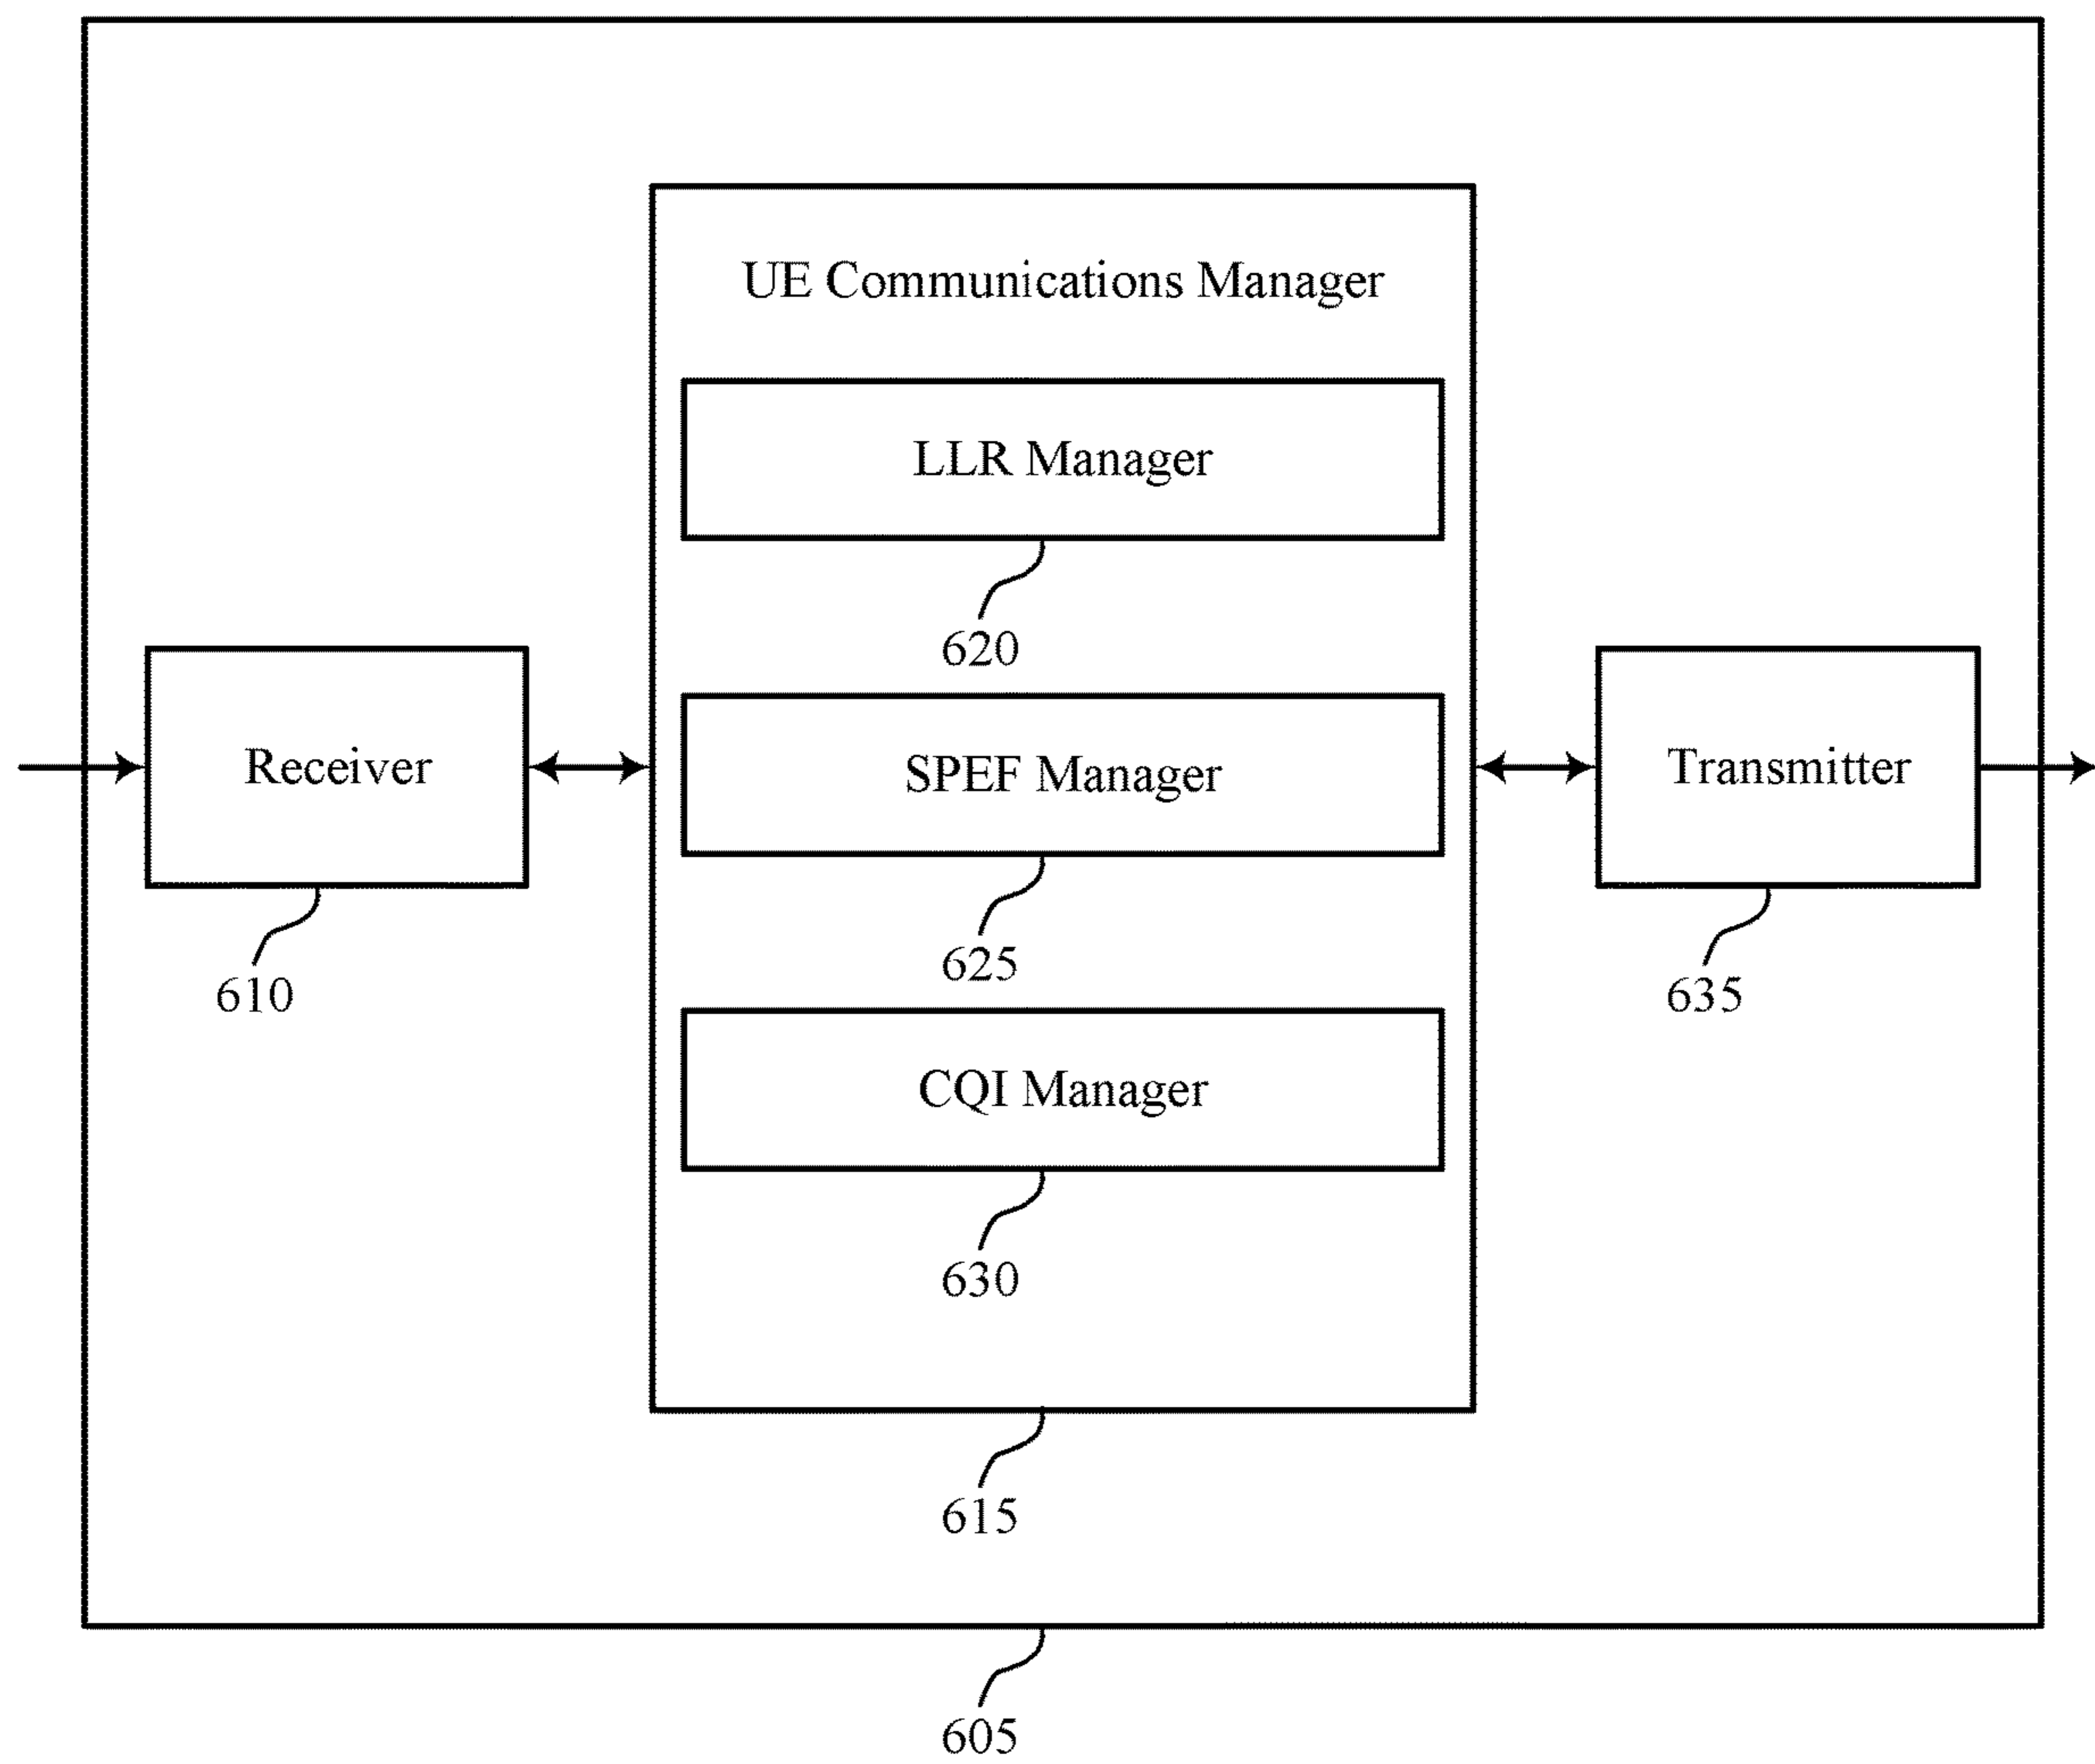 UE Communications Manager
LLR Manager
620
Receiver
610
SPEF Manager
625
Transmitter
635
CQI Manager
630
615
605